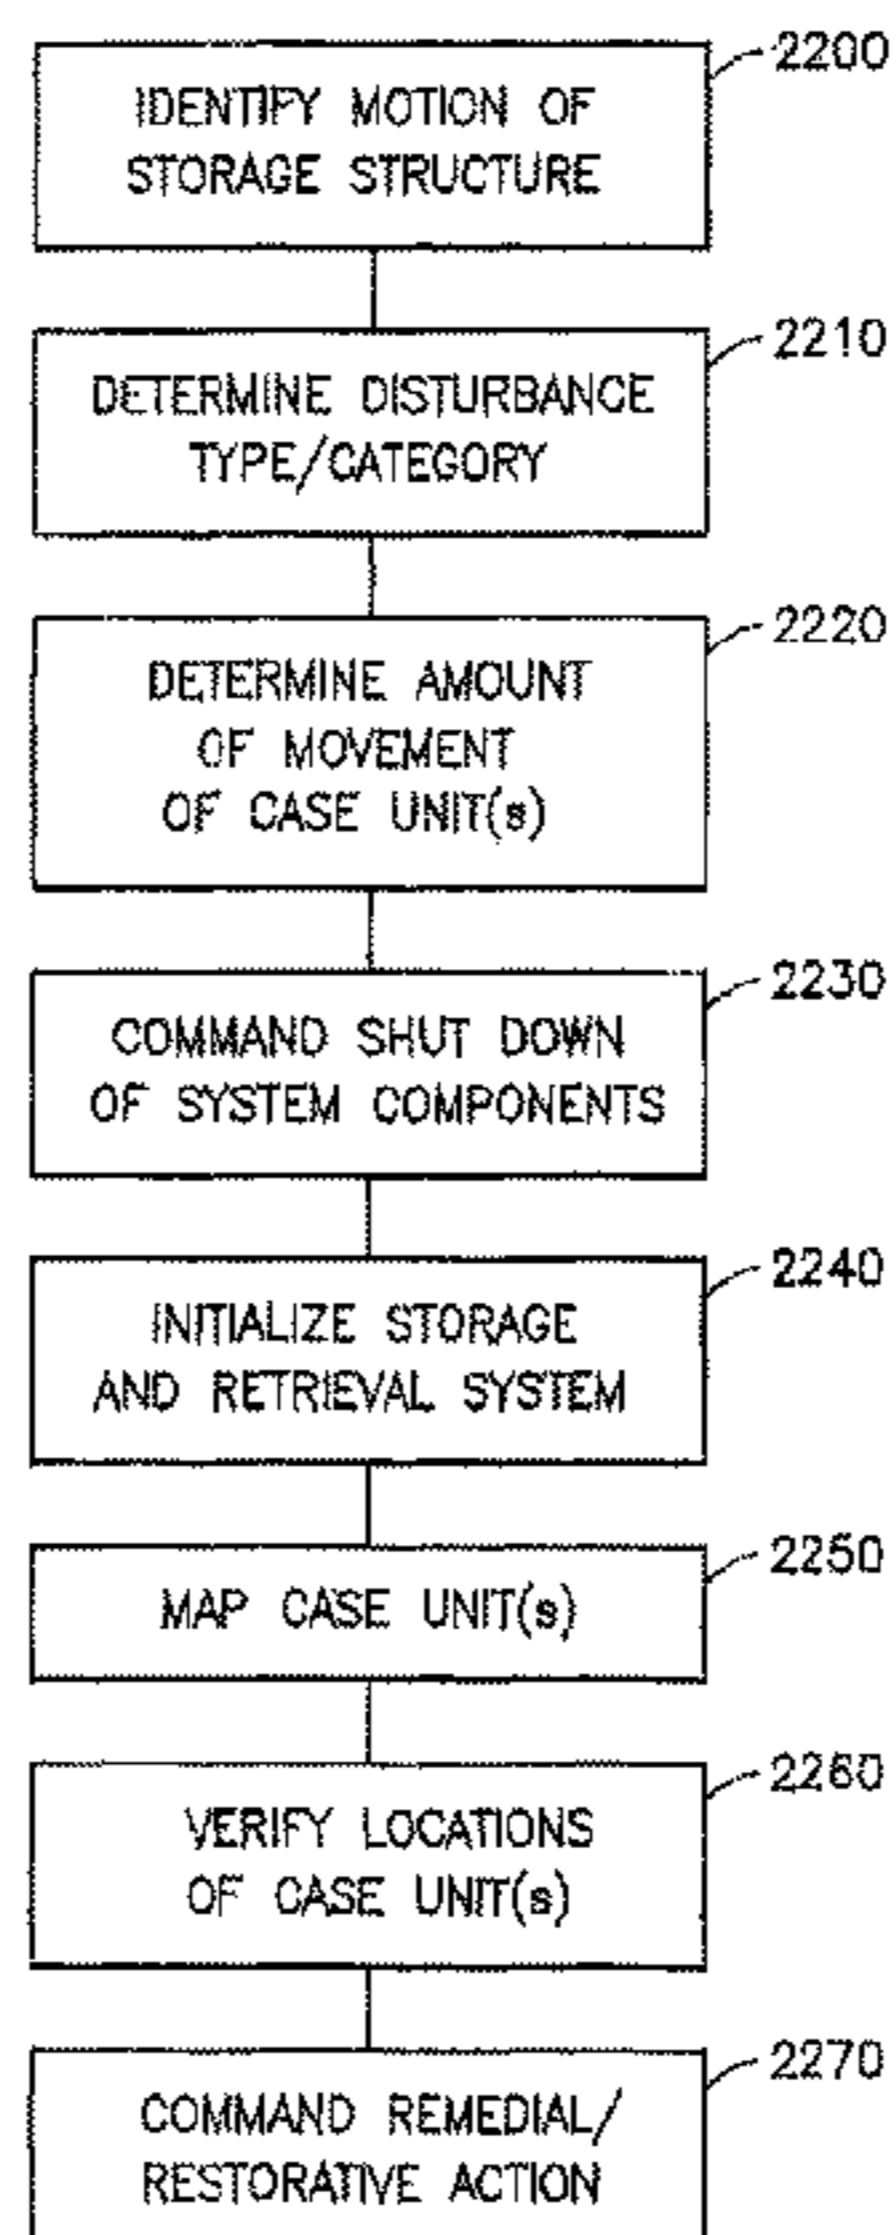 2200
IDENTIFY MOTION OF
STORAGE STRUCTURE
2210
DETERMINE DISTURBANCE
TYPE/CATEGORY
2220
DETERMINE AMOUNT
OF MOVEMENT
OF CASE UNIT(s)
2230
COMMAND SHUT DOWN
OF SYSTEM COMPONENTS
2240
INITIALIZE STORAGE
AND RETRIEVAL SYSTEM
2250
MAP CASE UNIT(s)
2260
VERIFY LOCATIONS
OF CASE UNIT(s)
2270
COMMAND REMEDIAL/
RESTORATIVE ACTION